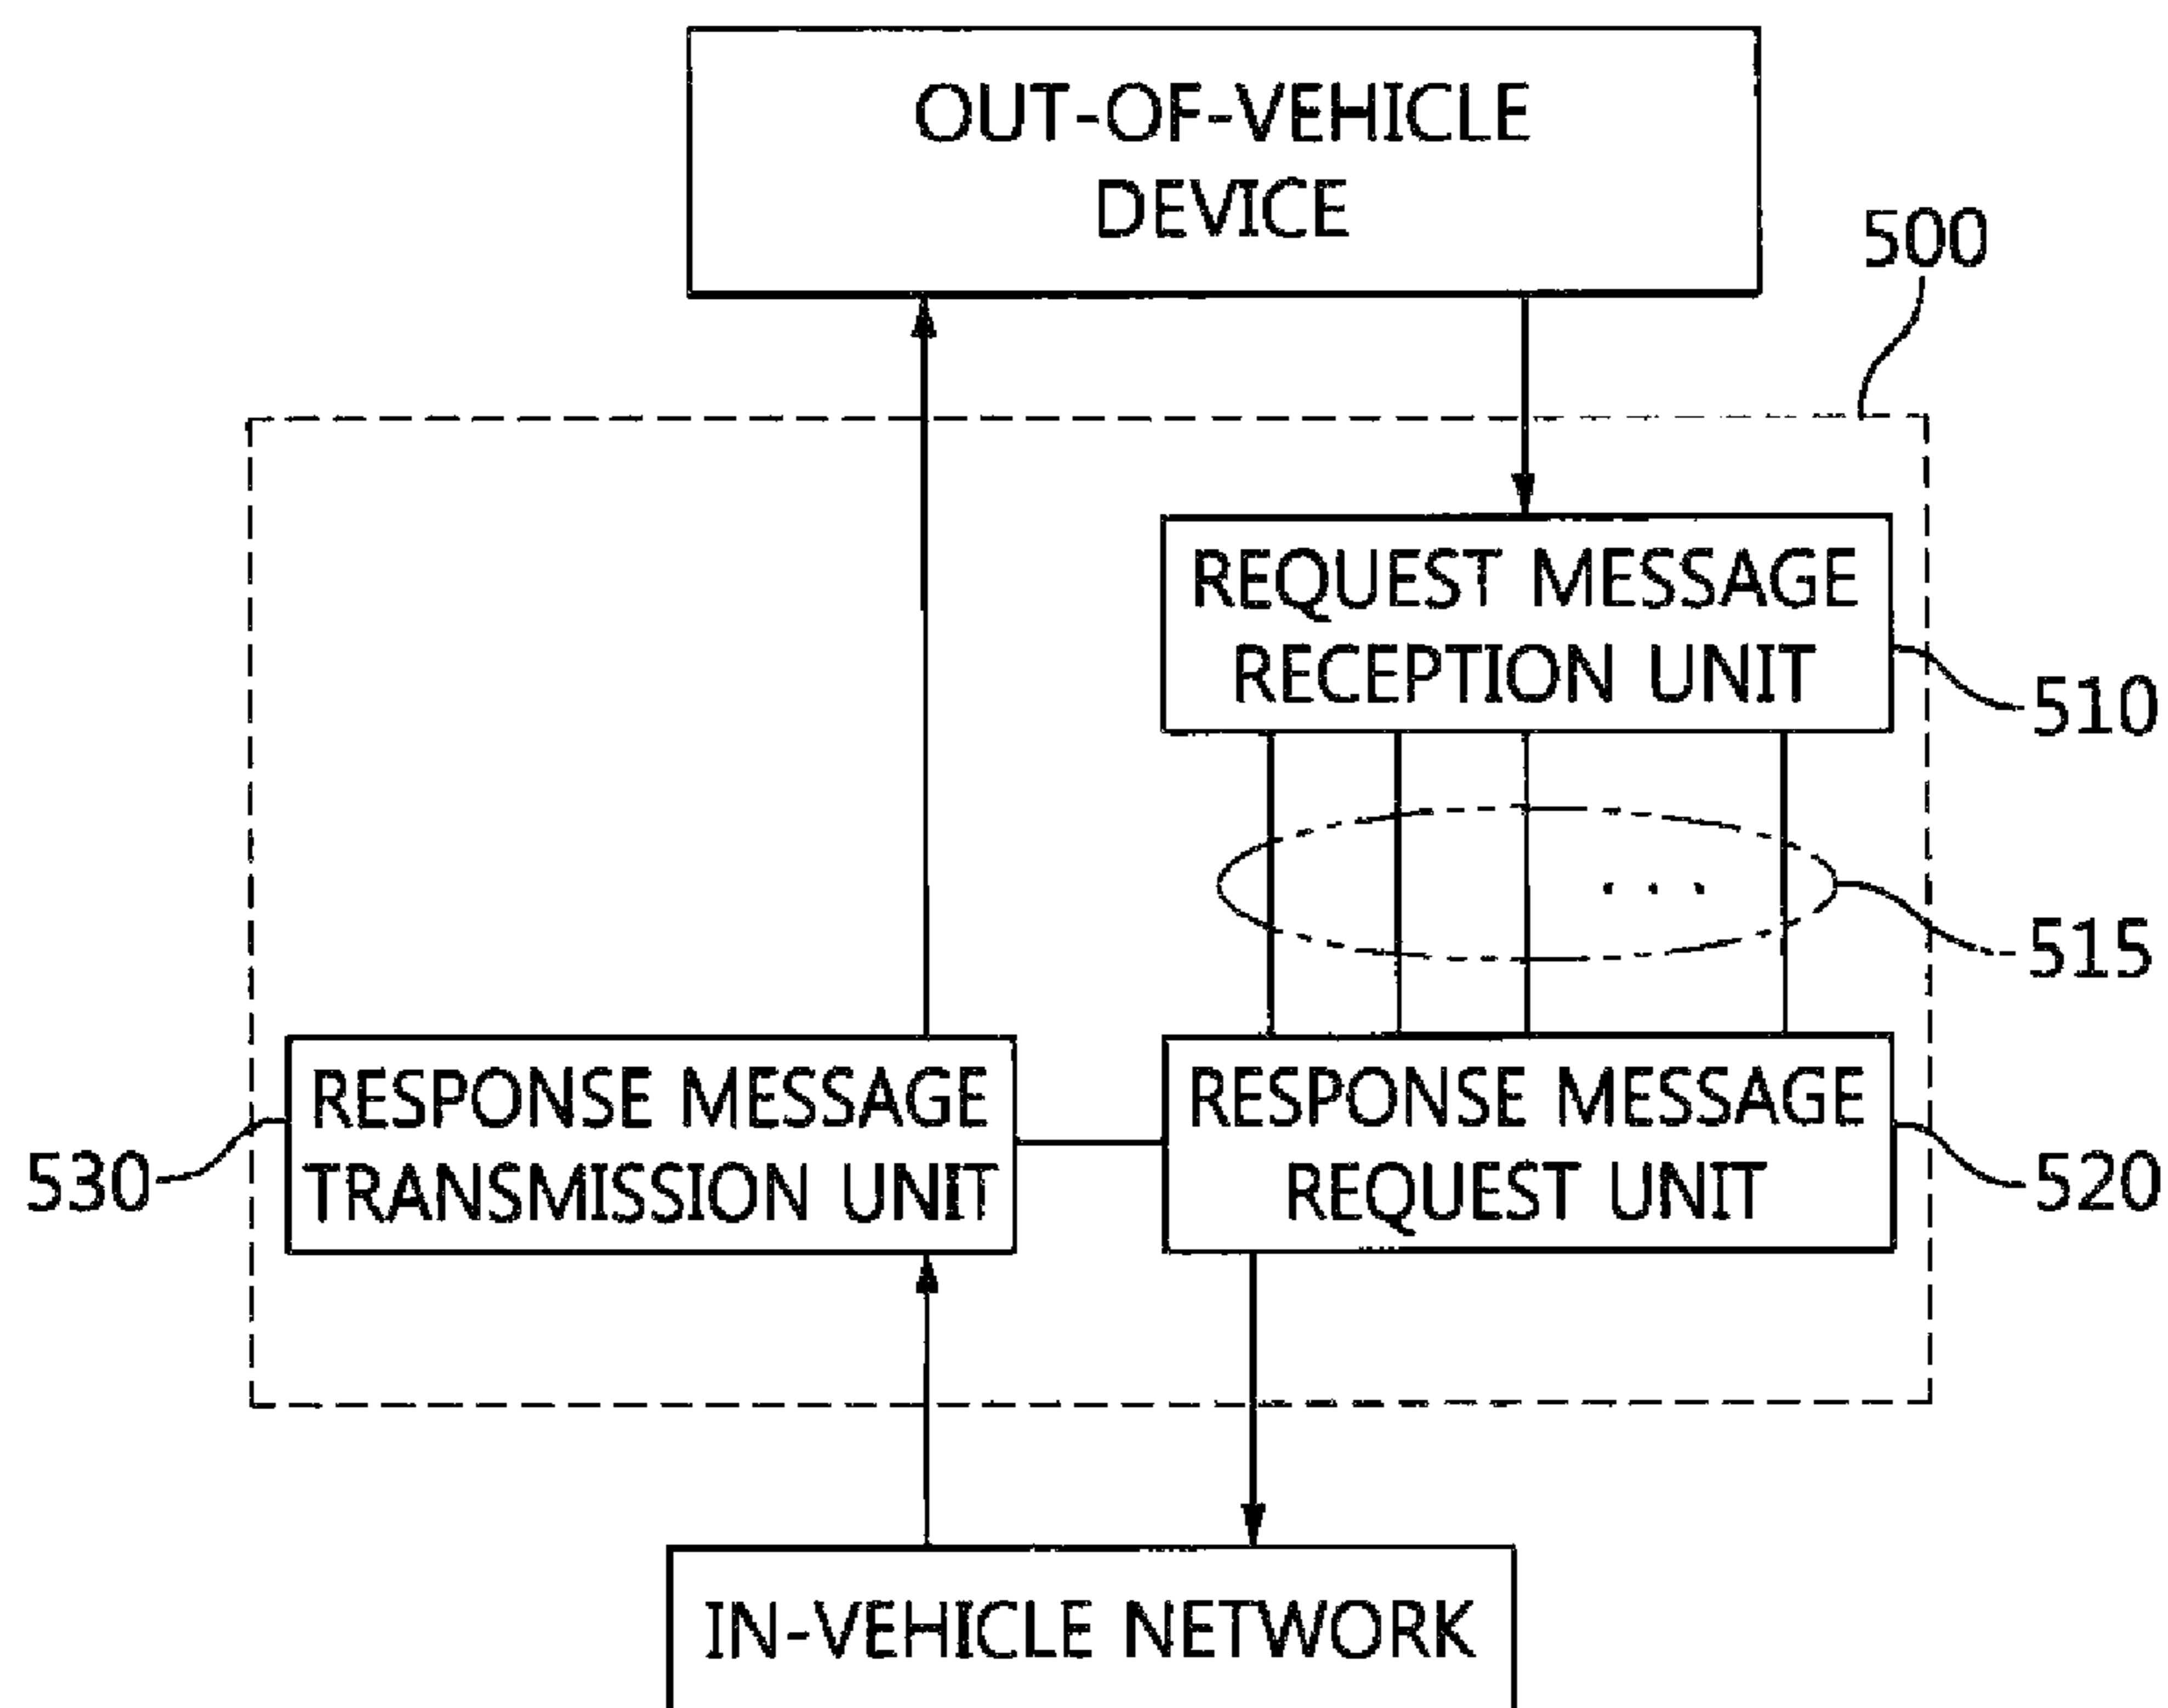 OUT-OF-VEHICLE
DEVICE
500
REQUEST MESSAGE
RECEPTION UNIT
510
. . .
515
RESPONSE MESSAGE
TRANSMISSION UNIT
530
RESPONSE MESSAGE
REQUEST UNIT
520
IN-VEHICLE NETWORK